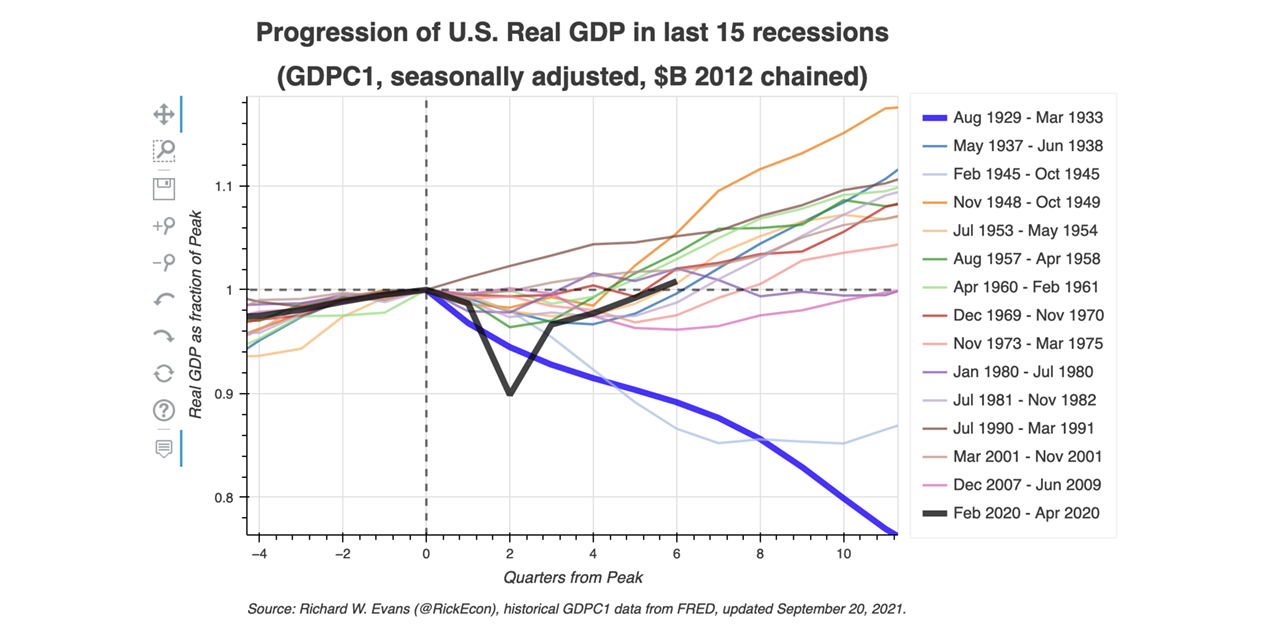 Progression of U.S. Real GDP in last 15 recessions
(GDPC1, seasonally adjusted, $B 2012 chained)
Real GDP as fraction of Peak
1.1
1
0.9
0.8
−4
−2
0
2
4
6
8
10
Quarters from Peak
Aug 1929 - Mar 1933
May 1937 - Jun 1938
Feb 1945 - Oct 1945
Nov 1948 - Oct 1949
Jul 1953 - May 1954
Aug 1957 - Apr 1958
Apr 1960 - Feb 1961
Dec 1969 - Nov 1970
Nov 1973 - Mar 1975
Jan 1980 - Jul 1980
Jul 1981 - Nov 1982
Jul 1990 - Mar 1991
Mar 2001 - Nov 2001
Dec 2007 - Jun 2009
Feb 2020 - Apr 2020
Source: Richard W. Evans (@RickEcon), historical GDPC1 data from FRED, updated September 20, 2021.